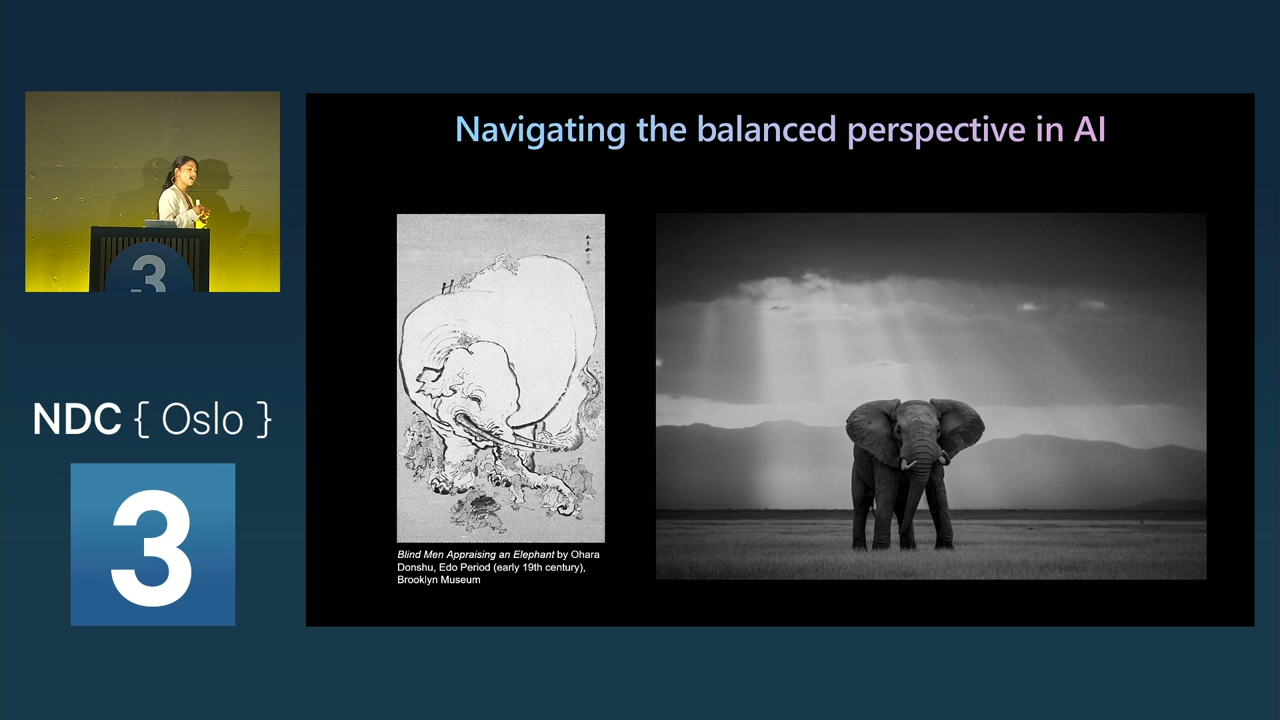 Navigating the balanced perspective in AI
3
NDC { Oslo }
3
Blind Men Appraising an Elephant by Ohara
Donshu, Edo Period (early 19th century),
Brooklyn Museum